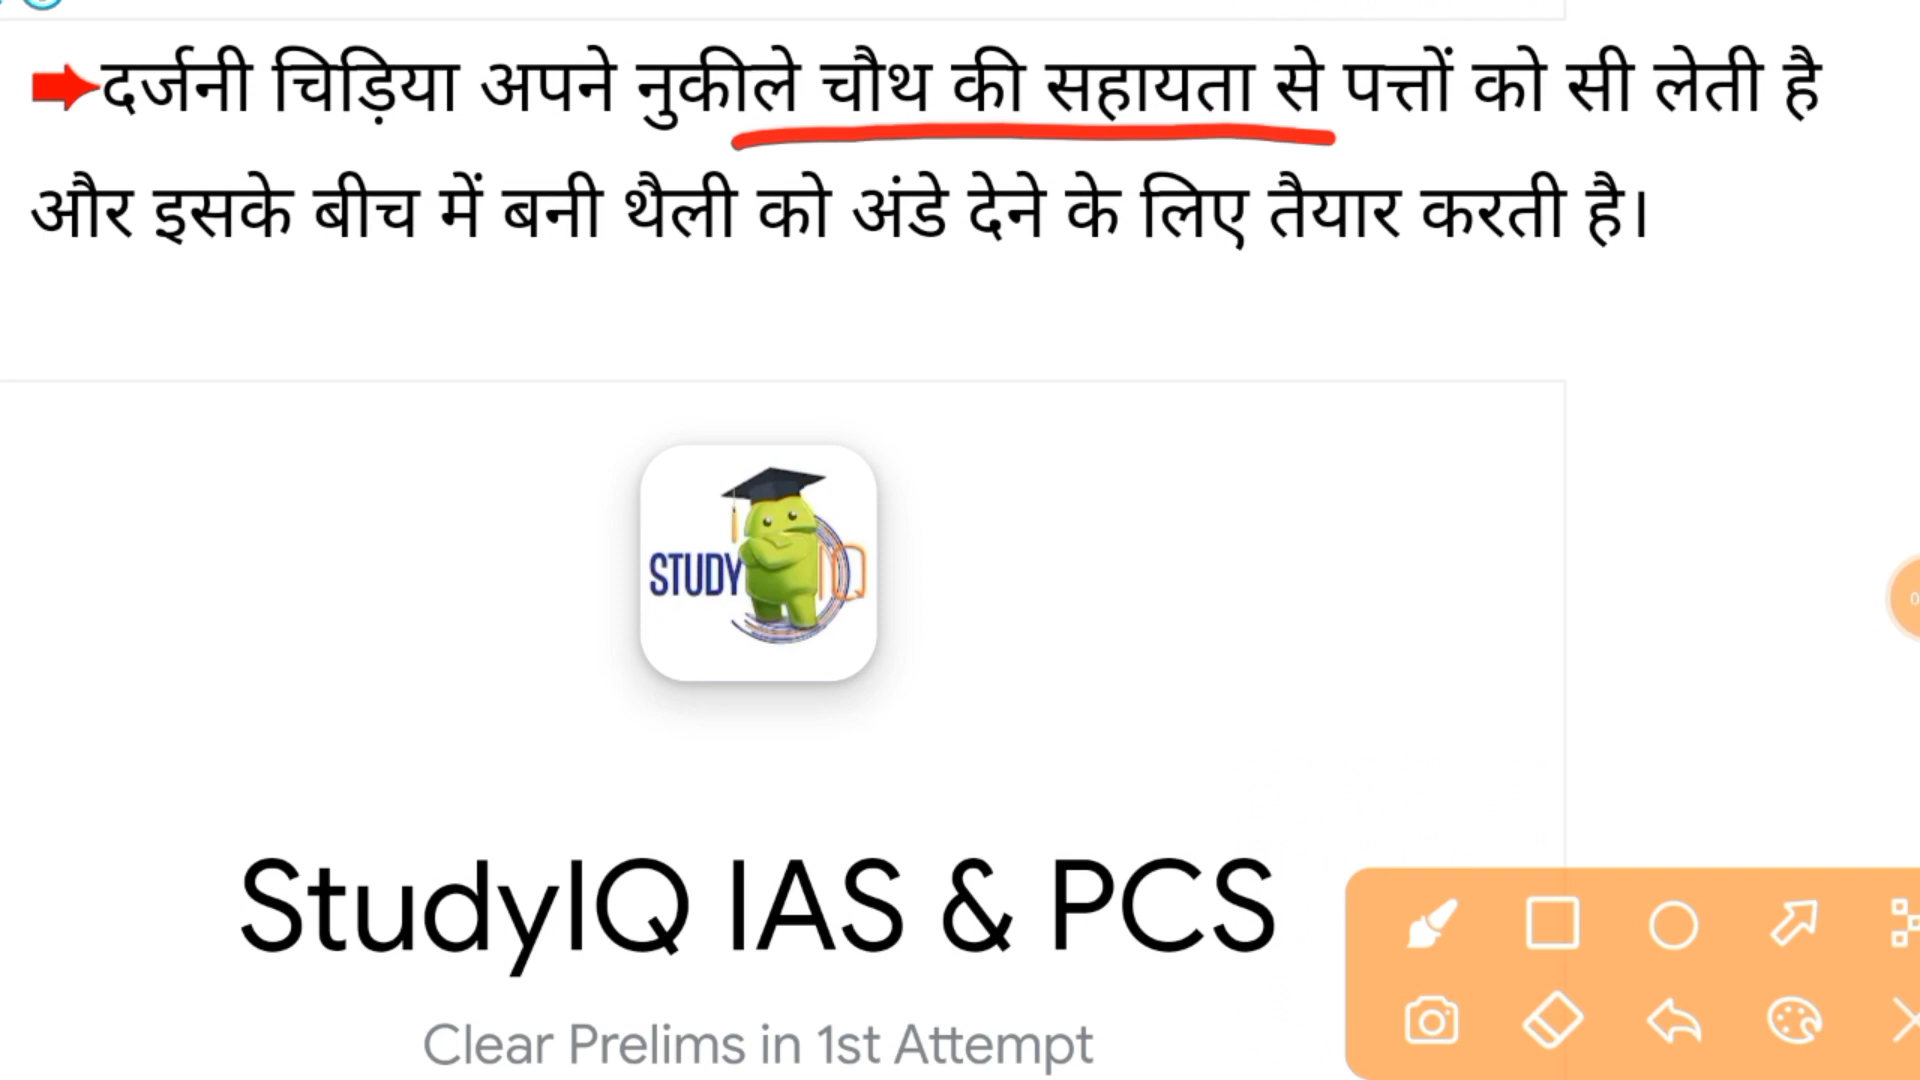 दर्जनी चिड़िया अपने नुकीले चौथ की सहायता से पत्तों को सी लेती है
और इसके बीच में बनी थैली को अंडे देने के लिए तैयार करती है।
STUDY IQ
StudyIQ IAS & PCS
Clear Prelims in 1st Attempt